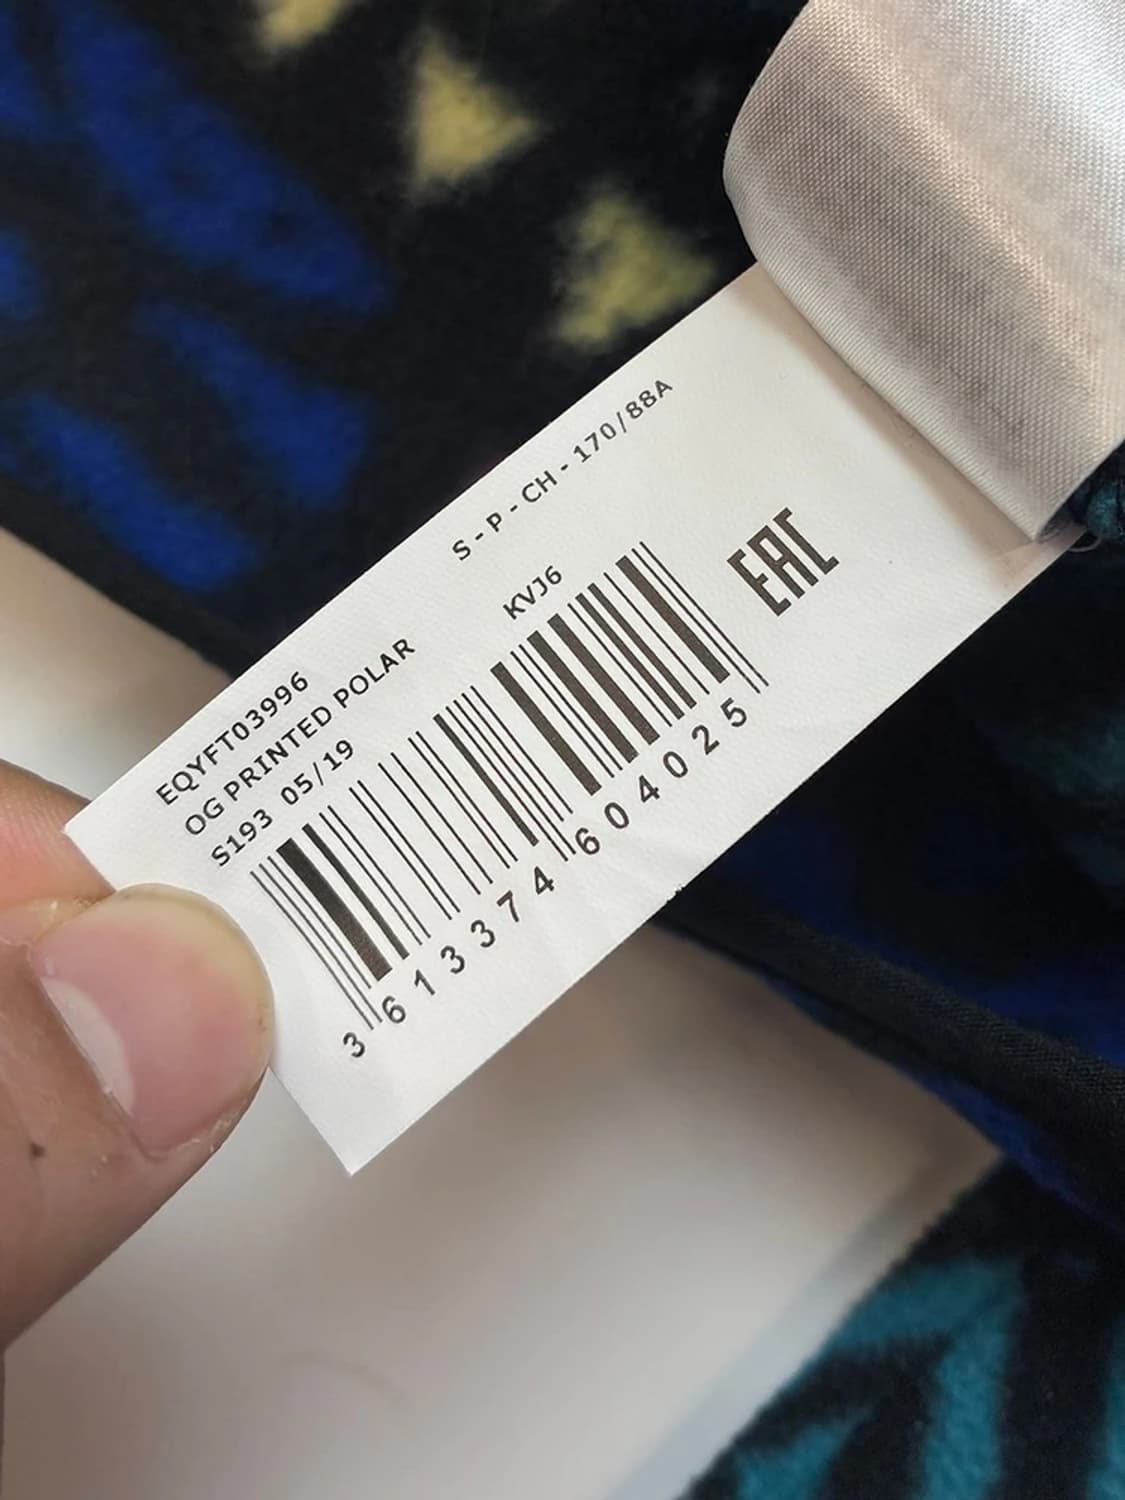 S - P - CH - 170/88A
EQYFT03996
OG PRINTED POLAR
S193 05/19
KVJ6
3 613374 604025
EAC